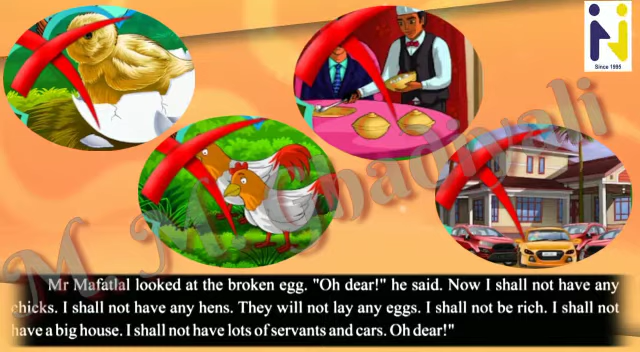 Since 1995
M. M. Ghadiyali
Mr Mafatlal looked at the broken egg. "Oh dear!" he said. Now I shall not have any
chicks. I shall not have any hens. They will not lay any eggs. I shall not be rich. I shall not
have a big house. I shall not have lots of servants and cars. Oh dear!"